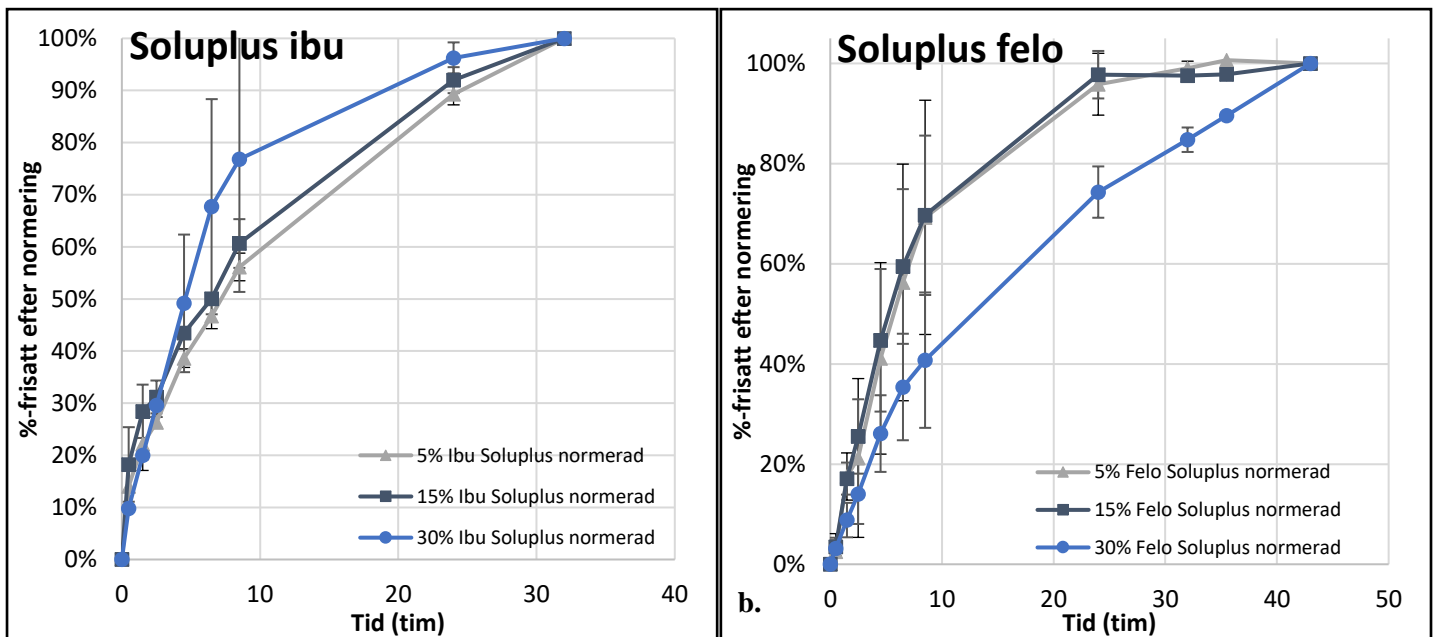 Soluplus ibu
%-frisatt efter normering
100%
90%
80%
70%
60%
50%
40%
30%
20%
10%
0%
5% Ibu Soluplus normerad
15% Ibu Soluplus normerad
30% Ibu Soluplus normerad
0 10 20 30 40
Tid (tim)
Soluplus felo
%-frisatt efter normering
100%
80%
60%
40%
20%
0%
5% Felo Soluplus normerad
15% Felo Soluplus normerad
30% Felo Soluplus normerad
0 10 20 30 40 50
b.
Tid (tim)